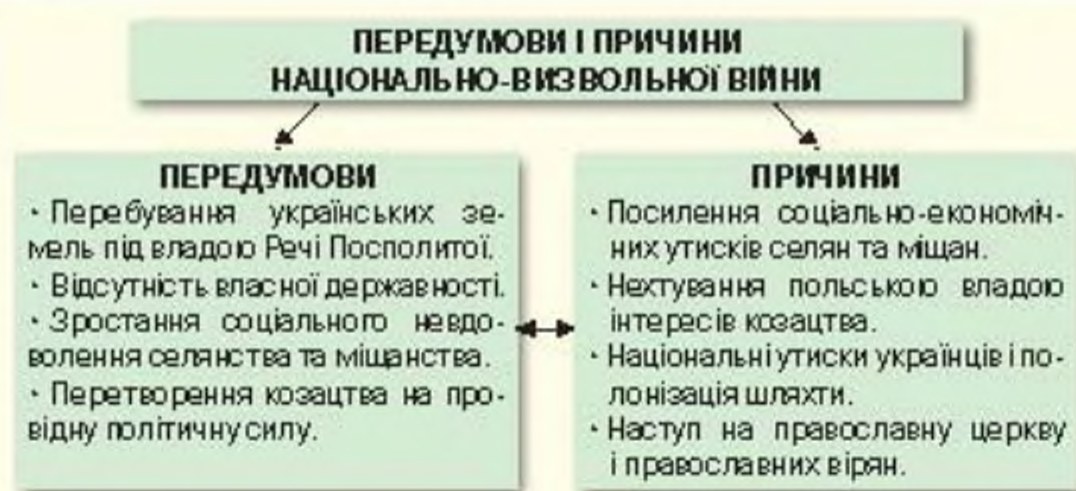 ПЕРЕДУМОВИ І ПРИЧИНИ
НАЦІОНАЛЬНО-ВИЗВОЛЬНОЇ ВІЙНИ
ПЕРЕДУМОВИ
· Перебування українських зе-
мель під владою Речі Посполитої.
· Відсутність власної державності.
· Зростання соціального невдо-
волення селянства та міщанства.
· Перетворення козацтва на про-
відну політичну силу.
ПРИЧИНИ
· Посилення соціально-економіч-
них утисків селян та міщан.
· Нехтування польською владою
інтересів козацтва.
· Національні утиски українців і по-
лонізація шляхти.
· Наступ на православну церкву
і православних вірян.